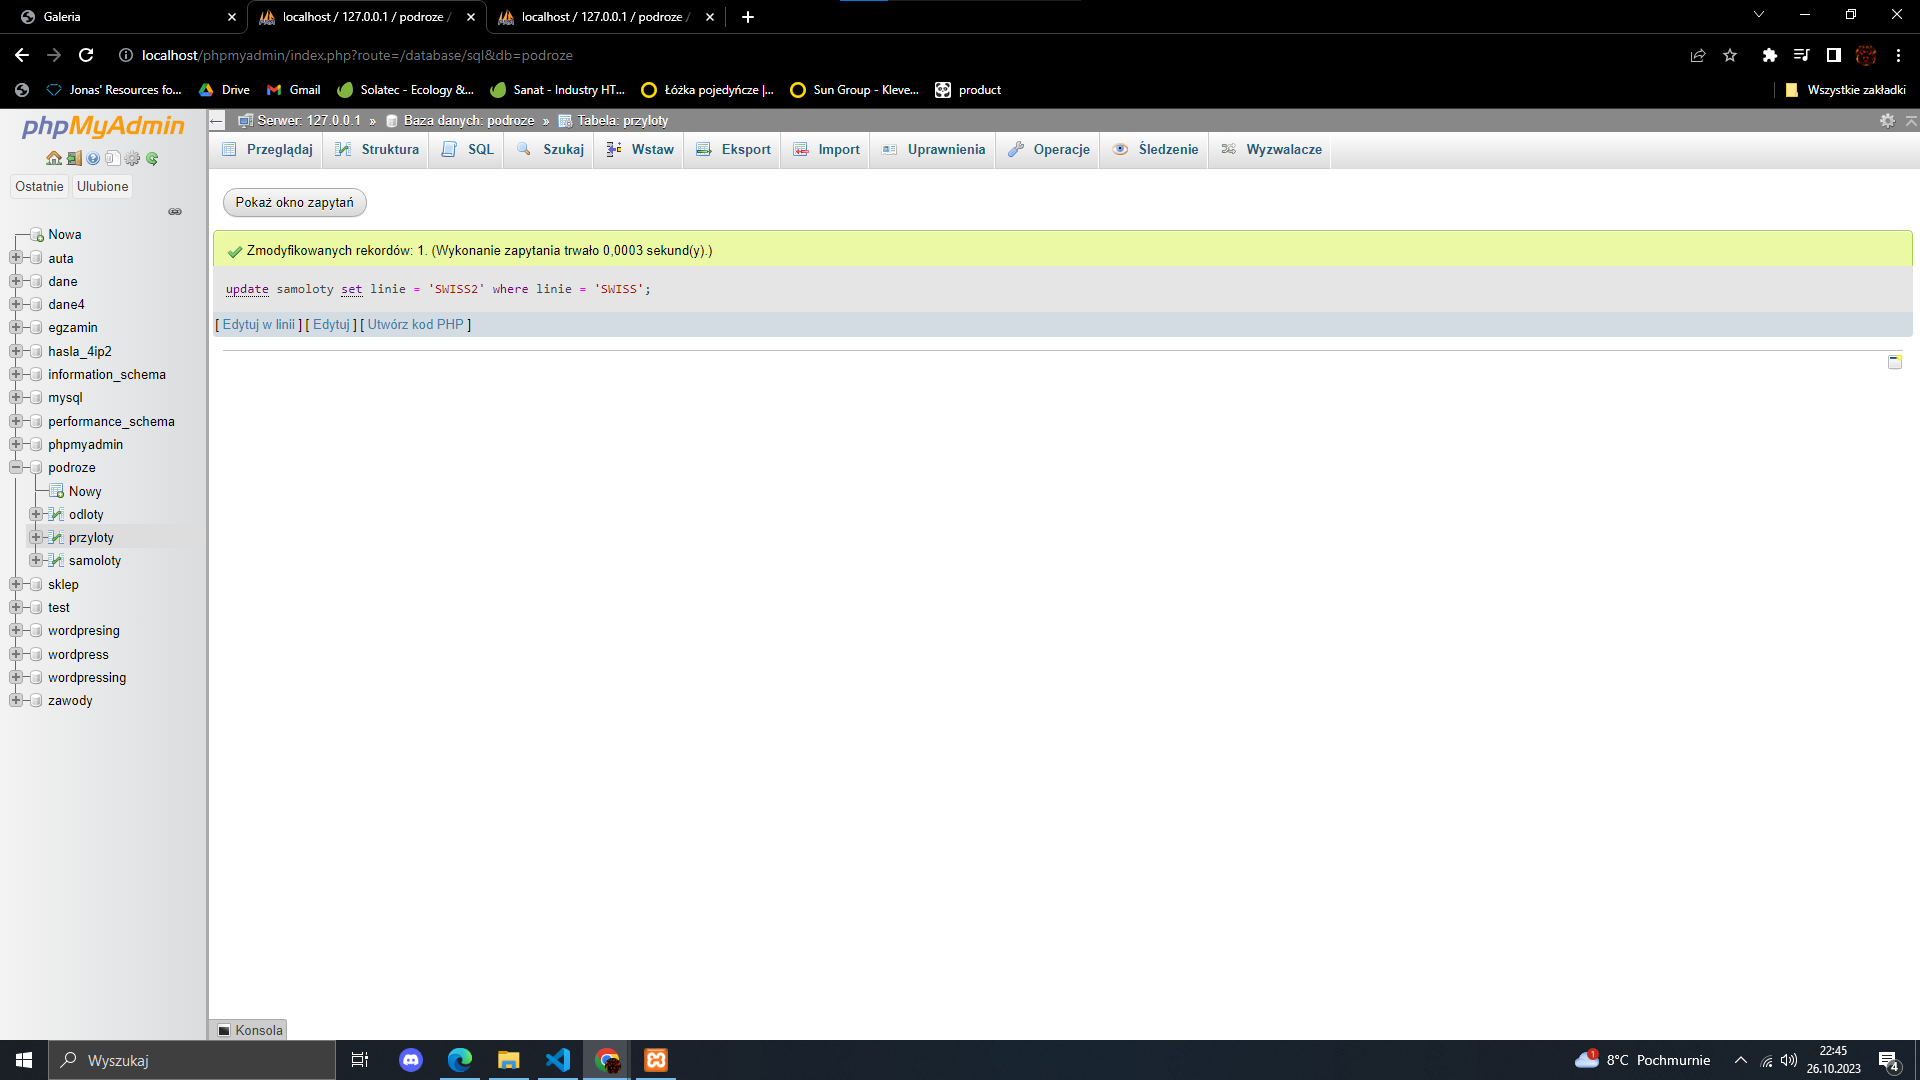 Galeria
localhost / 127.0.0.1 / podroze /
localhost / 127.0.0.1 / podroze /
localhost/phpmyadmin/index.php?route=/database/sql&db=podroze
Jonas' Resources fo... Drive Gmail Solatec - Ecology &... Sanat - Industry HT... Łóżka pojedyńcze |... Sun Group - Kleve... product Wszystkie zakładki
phpMyAdmin
Ostatnie Ulubione
Nowa
auta
dane
dane4
egzamin
hasla_4ip2
information_schema
mysql
performance_schema
phpmyadmin
podroze
Nowy
odloty
przyloty
samoloty
sklep
test
wordpresing
wordpress
wordpressing
zawody
Serwer: 127.0.0.1 » Baza danych: podroze » Tabela: przyloty
Przeglądaj Struktura SQL Szukaj Wstaw Eksport Import Uprawnienia Operacje Śledzenie Wyzwalacze
Pokaż okno zapytań
Zmodyfikowanych rekordów: 1. (Wykonanie zapytania trwało 0,0003 sekund(y).)
update samoloty set linie = 'SWISS2' where linie = 'SWISS';
[ Edytuj w linii ] [ Edytuj ] [ Utwórz kod PHP ]
Konsola
Wyszukaj
1
8°C Pochmurnie
22:45
26.10.2023
4